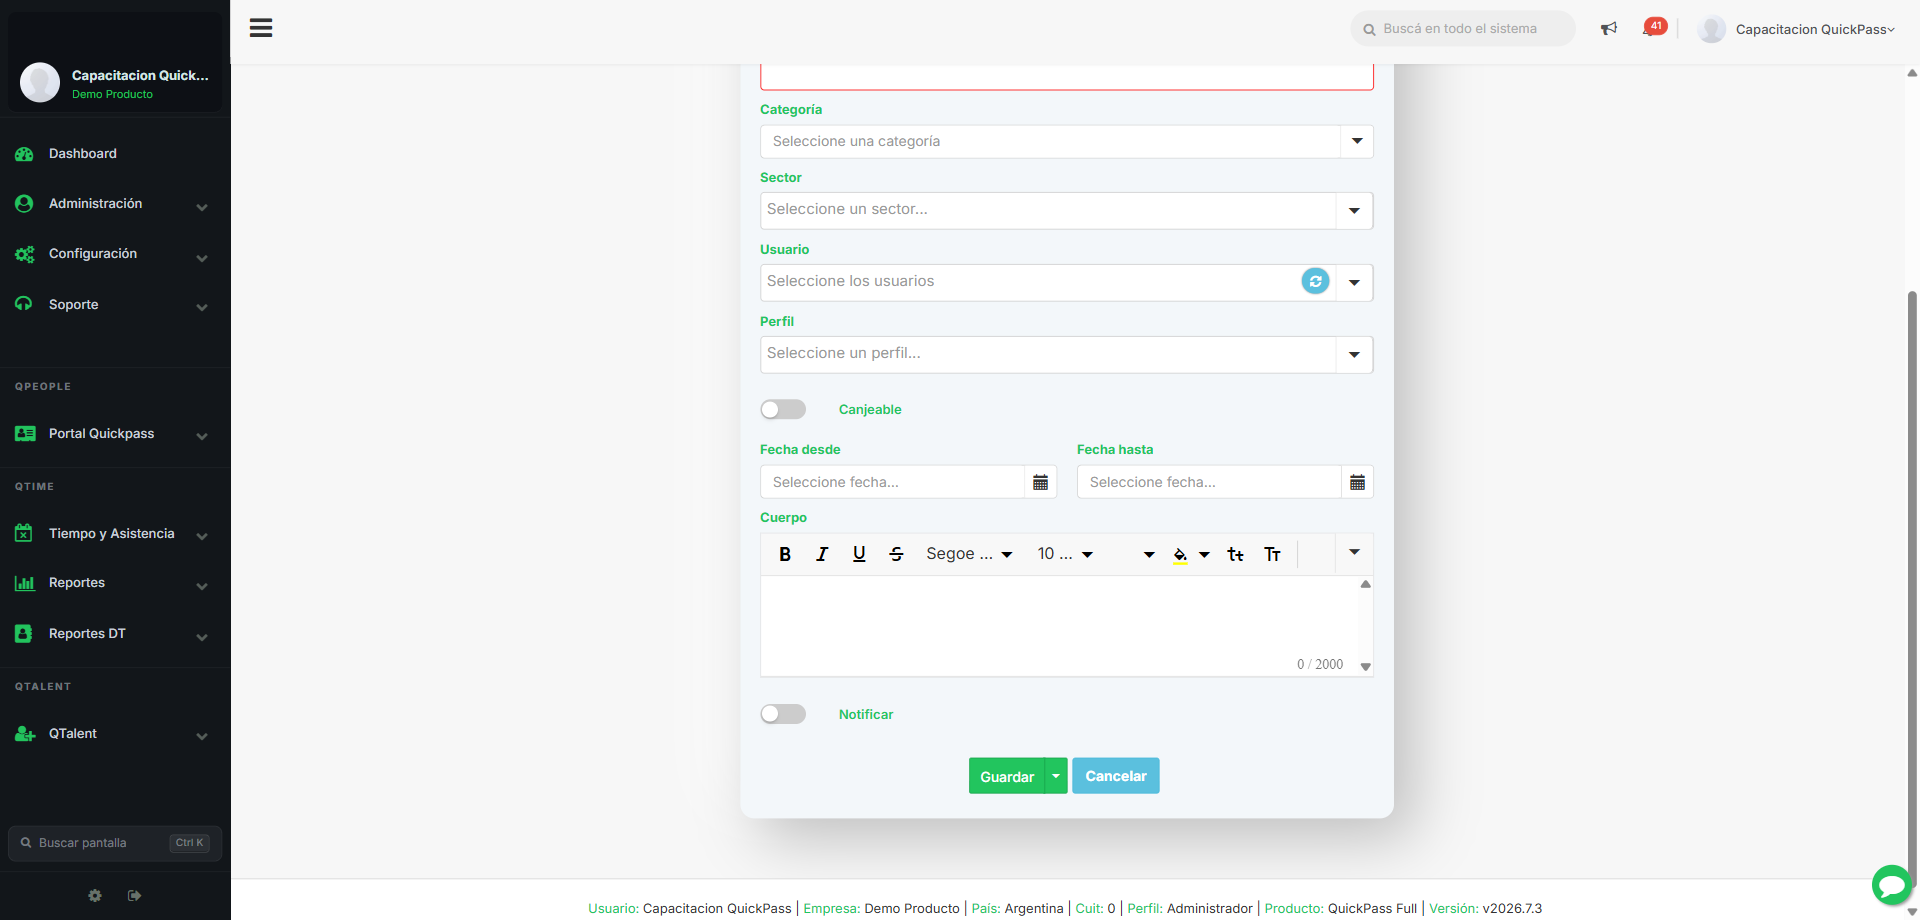 Buscá en todo el sistema
41
Capacitacion QuickPass
Capacitacion Quick...
Demo Producto
Dashboard
Administración
Configuración
Soporte
QPEOPLE
Portal Quickpass
QTIME
Tiempo y Asistencia
Reportes
Reportes DT
QTALENT
QTalent
Buscar pantalla
Ctrl K
Categoría
Seleccione una categoría
Sector
Seleccione un sector...
Usuario
Seleccione los usuarios
Perfil
Seleccione un perfil...
Canjeable
Fecha desde
Fecha hasta
Seleccione fecha...
Seleccione fecha...
Cuerpo
B I U S Segoe ... 10 ... tt TT
0 / 2000
Notificar
Guardar
Cancelar
Usuario: Capacitacion QuickPass | Empresa: Demo Producto | País: Argentina | Cuit: 0 | Perfil: Administrador | Producto: QuickPass Full | Versión: v2026.7.3